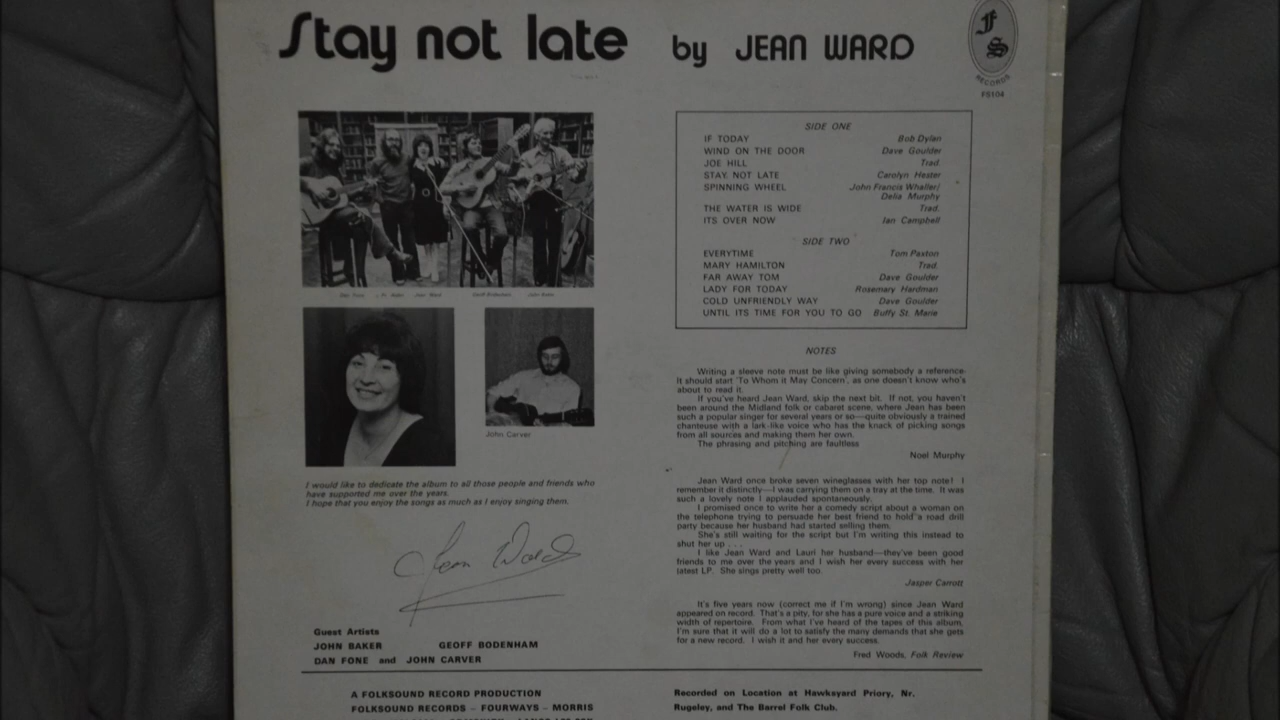 Stay not late by JEAN WARD
FS
RECORDS
FS104
SIDE ONE
IF TODAY Bob Dylan
WIND ON THE DOOR Dave Goulder
JOE HILL Trad.
STAY NOT LATE Carolyn Hester
SPINNING WHEEL John Francis Whaller/
Delia Murphy
THE WATER IS WIDE Trad.
ITS OVER NOW Ian Campbell
SIDE TWO
EVERYTIME Tom Paxton
MARY HAMILTON Trad.
FAR AWAY TOM Dave Goulder
LADY FOR TODAY Rosemary Hardman
COLD UNFRIENDLY WAY Dave Goulder
UNTIL ITS TIME FOR YOU TO GO Buffy St. Marie
Dan Fone Jean Ward Geoff Bodenham John Baker
John Carver
I would like to dedicate the album to all those people and friends who
have supported me over the years.
I hope that you enjoy the songs as much as I enjoy singing them.
Jean Ward
Guest Artists
JOHN BAKER GEOFF BODENHAM
DAN FONE and JOHN CARVER
NOTES
Writing a sleeve note must be like giving somebody a reference.
It should start 'To Whom it May Concern', as one doesn't know who's
about to read it.
If you've heard Jean Ward, skip the next bit. If not, you haven't
been around the Midland folk or cabaret scene, where Jean has been
such a popular singer for several years or so—quite obviously a trained
chanteuse with a lark-like voice who has the knack of picking songs
from all sources and making them her own.
The phrasing and pitching are faultless
Noel Murphy
Jean Ward once broke seven wineglasses with her top note! I
remember it distinctly—I was carrying them on a tray at the time. It was
such a lovely note I applauded spontaneously.
I promised once to write her a comedy script about a woman on
the telephone trying to persuade her best friend to hold a road drill
party because her husband had started selling them.
She's still waiting for the script but I'm writing this instead to
shut her up . . .
I like Jean Ward and Lauri her husband—they've been good
friends to me over the years and I wish her every success with her
latest LP. She sings pretty well too.
Jasper Carrott
It's five years now (correct me if I'm wrong) since Jean Ward
appeared on record. That's a pity, for she has a pure voice and a striking
width of repertoire. From what I've heard of the tapes of this album,
I'm sure that it will do a lot to satisfy the many demands that she gets
for a new record. I wish it and her every success.
Fred Woods, Folk Review
A FOLKSOUND RECORD PRODUCTION
FOLKSOUND RECORDS – FOURWAYS – MORRIS
Recorded on Location at Hawksyard Priory, Nr.
Rugeley, and The Barrel Folk Club.